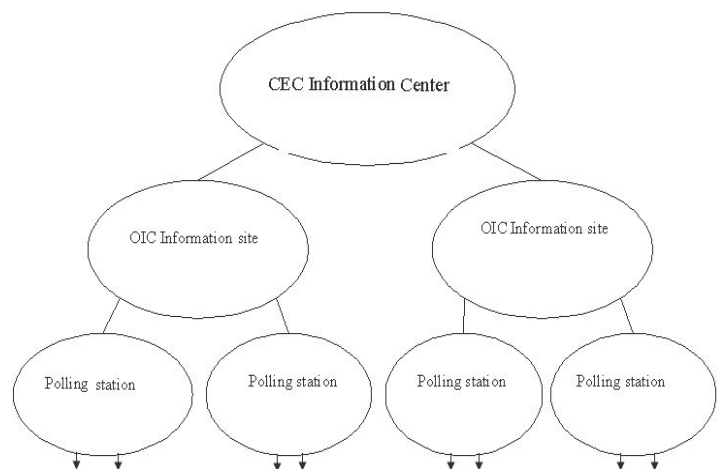 CEC Information Center
OIC Information site
OIC Information site
Polling station
Polling station
Polling station
Polling station